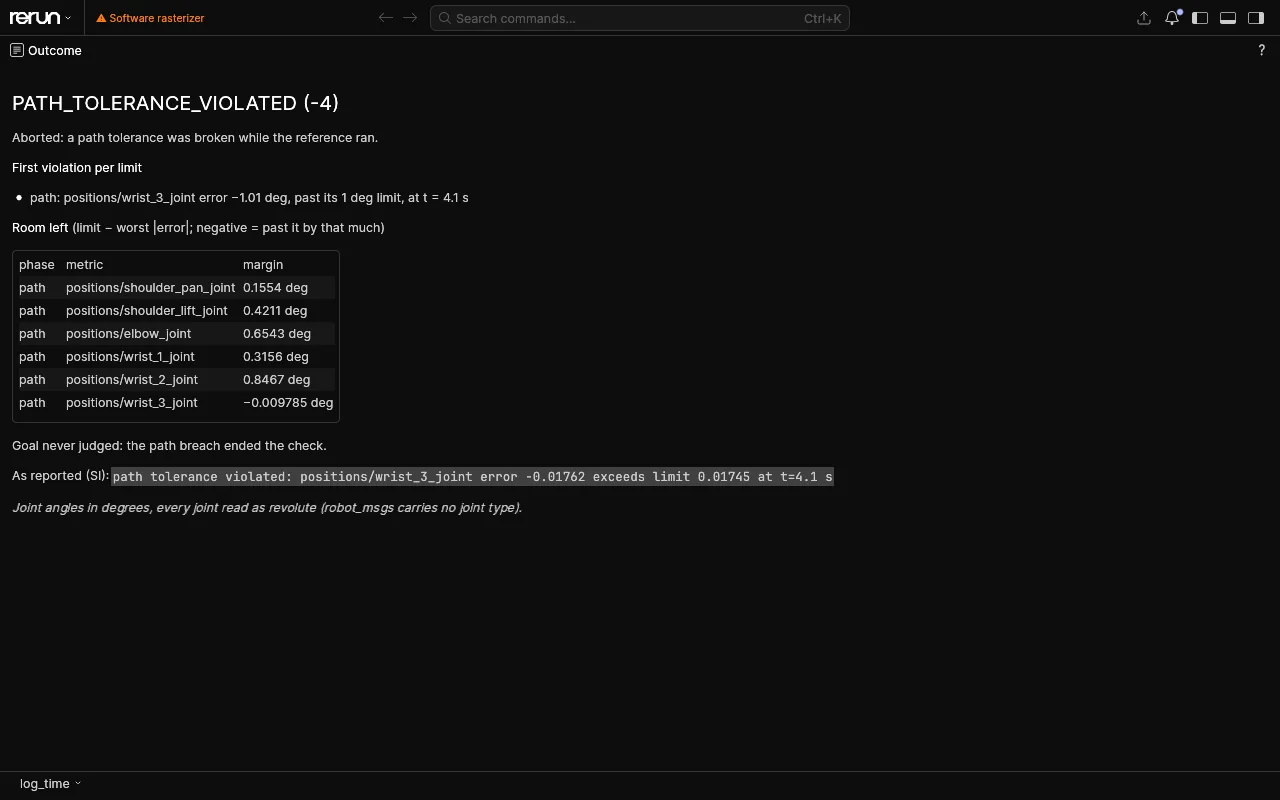 rerun
Software rasterizer
Search commands...
Ctrl+K
Outcome
?
PATH_TOLERANCE_VIOLATED (-4)
Aborted: a path tolerance was broken while the reference ran.
First violation per limit
• path: positions/wrist_3_joint error −1.01 deg, past its 1 deg limit, at t = 4.1 s
Room left (limit − worst |error|; negative = past it by that much)
phase metric margin
path positions/shoulder_pan_joint 0.1554 deg
path positions/shoulder_lift_joint 0.4211 deg
path positions/elbow_joint 0.6543 deg
path positions/wrist_1_joint 0.3156 deg
path positions/wrist_2_joint 0.8467 deg
path positions/wrist_3_joint −0.009785 deg
Goal never judged: the path breach ended the check.
As reported (SI): path tolerance violated: positions/wrist_3_joint error -0.01762 exceeds limit 0.01745 at t=4.1 s
Joint angles in degrees, every joint read as revolute (robot_msgs carries no joint type).
log_time